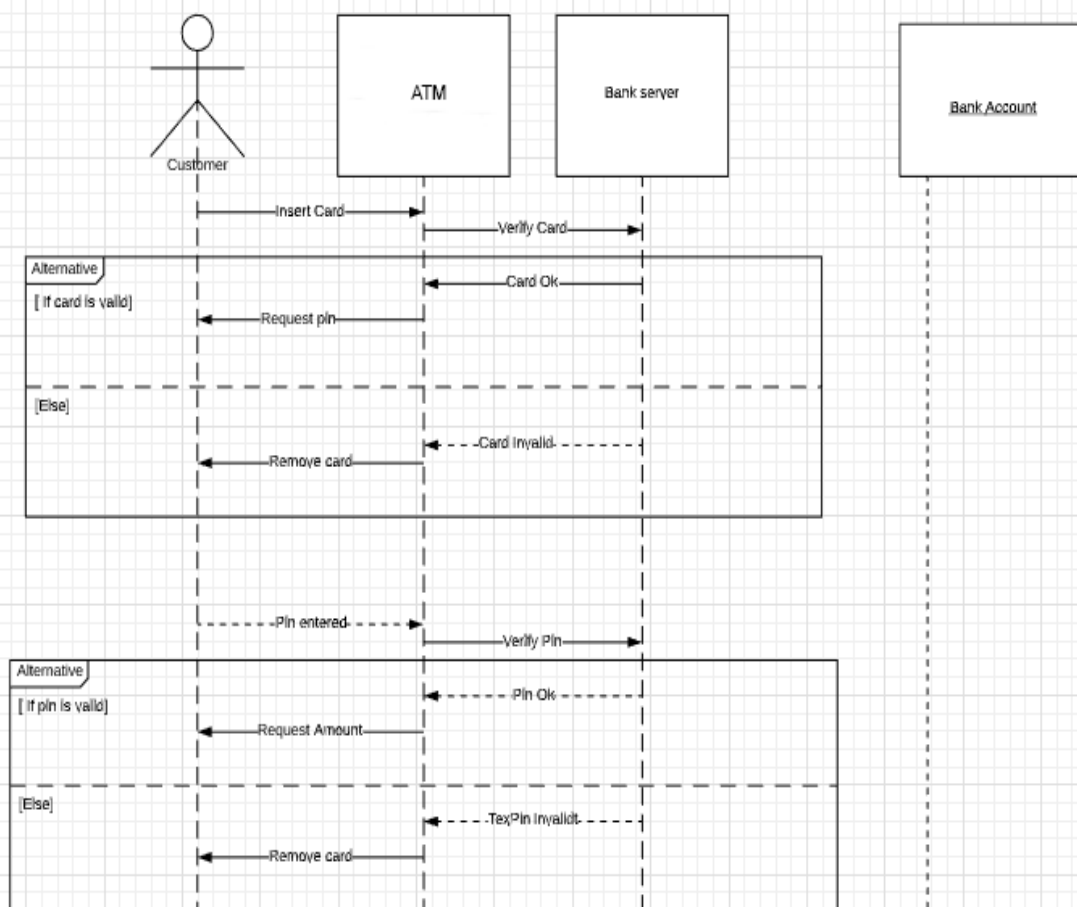 ATM
Bank server
Bank Account
Customer
Insert Card
Verify Card
Alternative
Card Ok
[ If card is valid]
Request pin
[Else]
Card Invalid
Remove card
Pin entered
Verify Pin
Alternative
Pin Ok
[ If pin is valid]
Request Amount
[Else]
TexPin Invalidt
Remove card